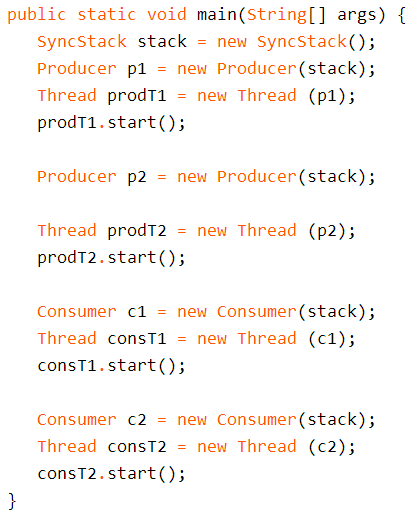 public static void main(String[] args) {
SyncStack stack = new SyncStack();
Producer p1 = new Producer(stack);
Thread prodT1 = new Thread (p1);
prodT1.start();
Producer p2 = new Producer(stack);
Thread prodT2 = new Thread (p2);
prodT2.start();
Consumer c1 = new Consumer(stack);
Thread consT1 = new Thread (c1);
consT1.start();
Consumer c2 = new Consumer(stack);
Thread consT2 = new Thread (c2);
consT2.start();
}